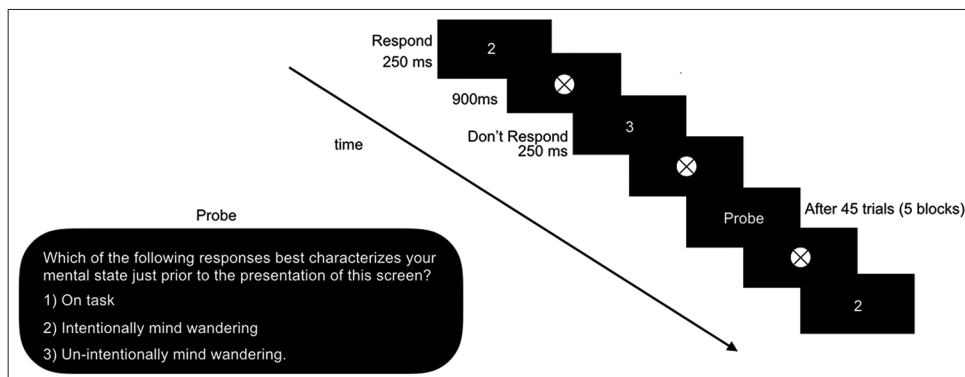 Respond
250 ms
2
900ms
Don't Respond
250 ms
3
time
Probe
After 45 trials (5 blocks)
2
Probe
Which of the following responses best characterizes your
mental state just prior to the presentation of this screen?
1) On task
2) Intentionally mind wandering
3) Un-intentionally mind wandering.